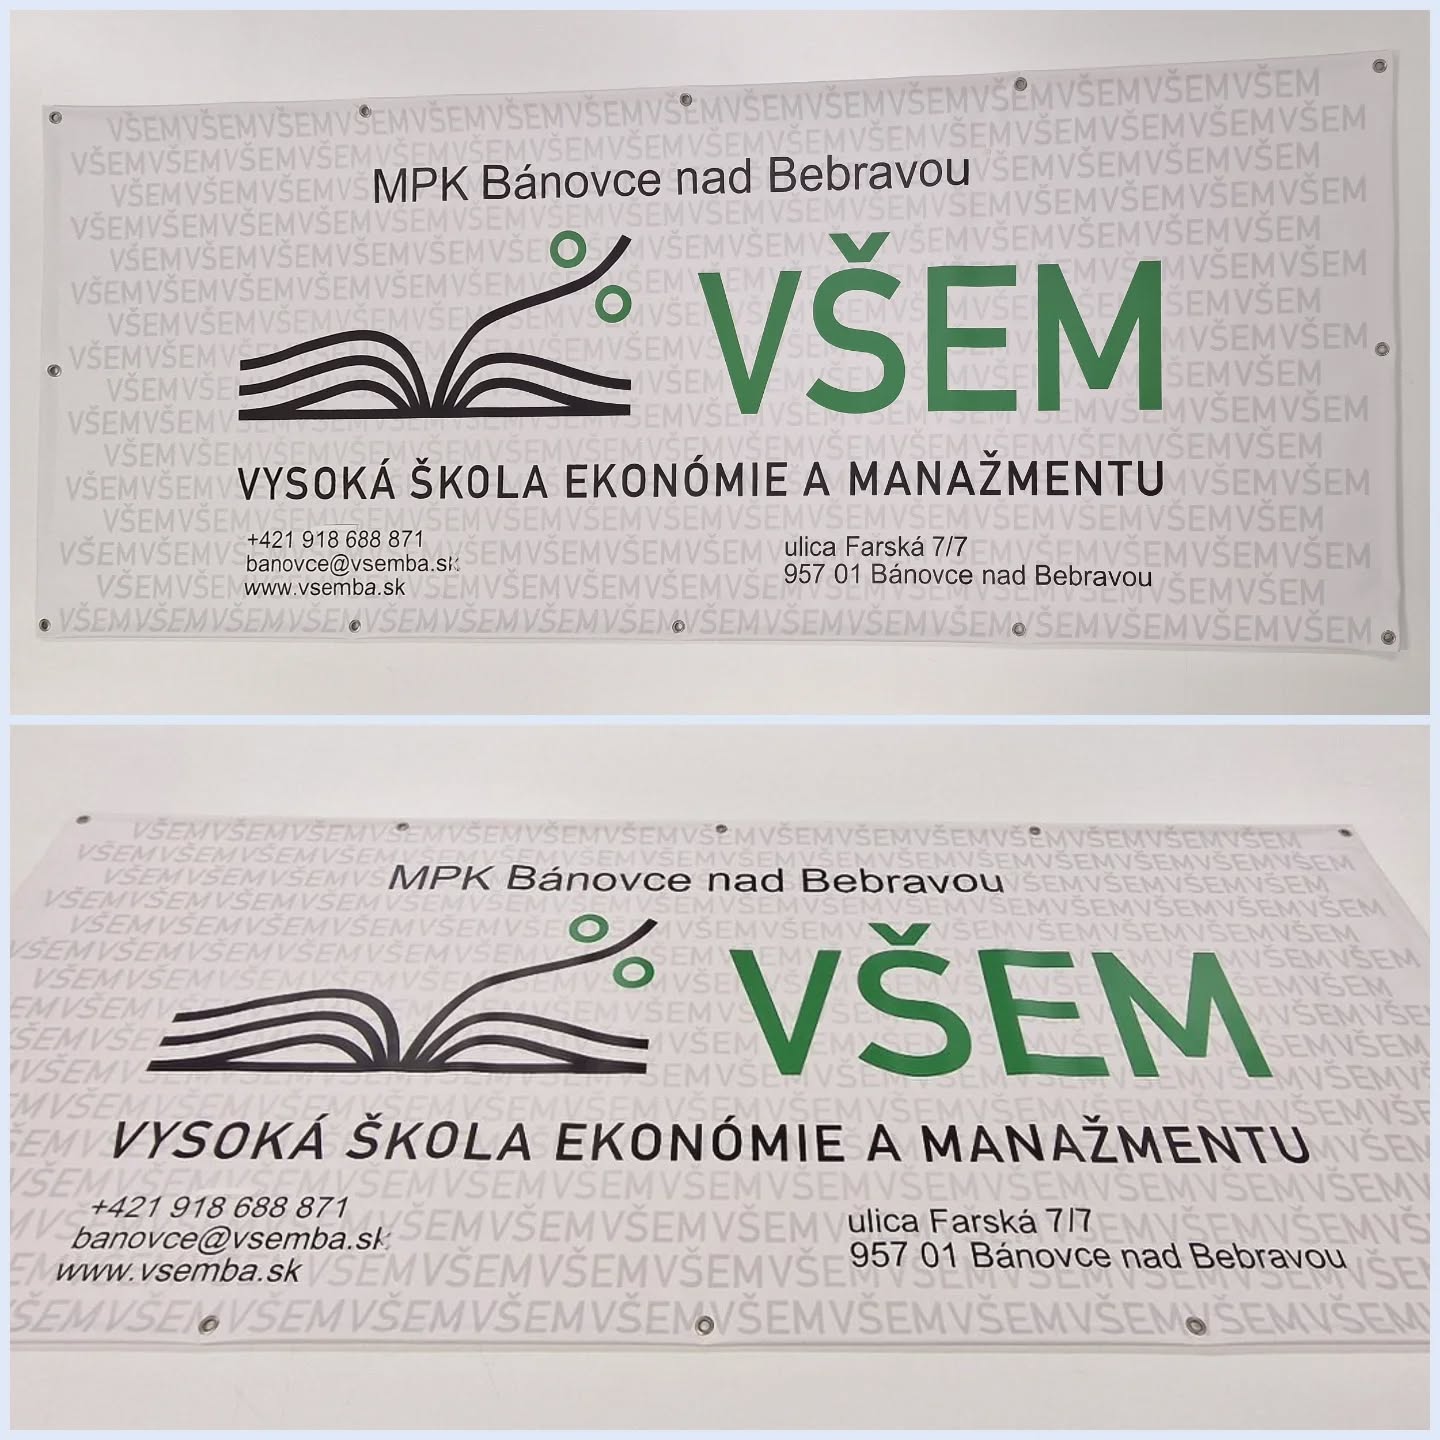 MPK Bánovce nad Bebravou
VŠEM
VYSOKÁ ŠKOLA EKONÓMIE A MANAŽMENTU
+421 918 688 871
banovce@vsemba.sk
www.vsemba.sk
ulica Farská 7/7
957 01 Bánovce nad Bebravou
MPK Bánovce nad Bebravou
VŠEM
VYSOKÁ ŠKOLA EKONÓMIE A MANAŽMENTU
+421 918 688 871
banovce@vsemba.sk
www.vsemba.sk
ulica Farská 7/7
957 01 Bánovce nad Bebravou